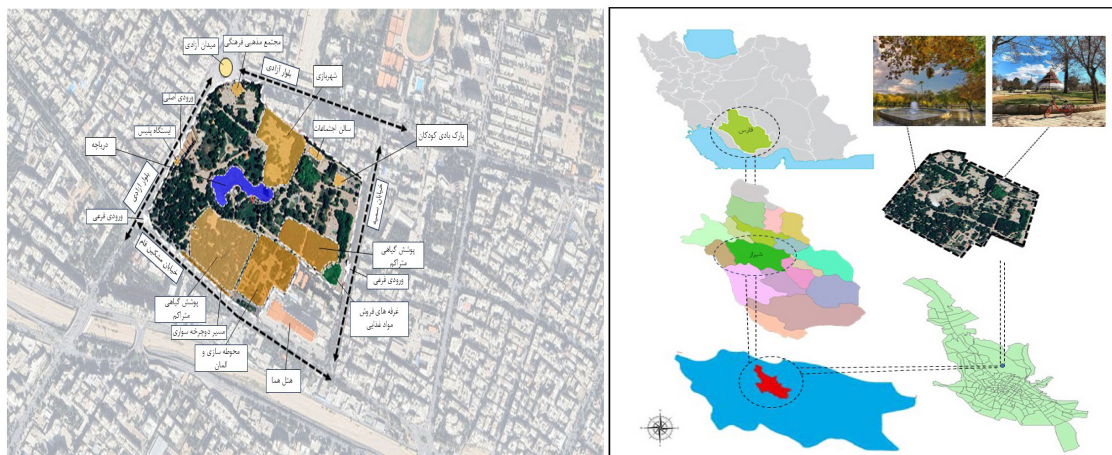 مجتمع مذهبی فرهنگی
میدان آزادی
شهربازی
بلوار آزادی
ورودی اصلی
سالن اجتماعات
ایستگاه پلیس
پارک بادی کودکان
دریاچه
بلوار آزادی
خیابان سمیه
ورودی فرعی
خیابان مشکین فام
پوشش گیاهی
متراکم
ورودی فرعی
پوشش گیاهی
متراکم
غرفه های فروش
مواد غذایی
مسیر دوچرخه سواری
محوطه سازی و
المان
هتل هما
فارس
شیراز